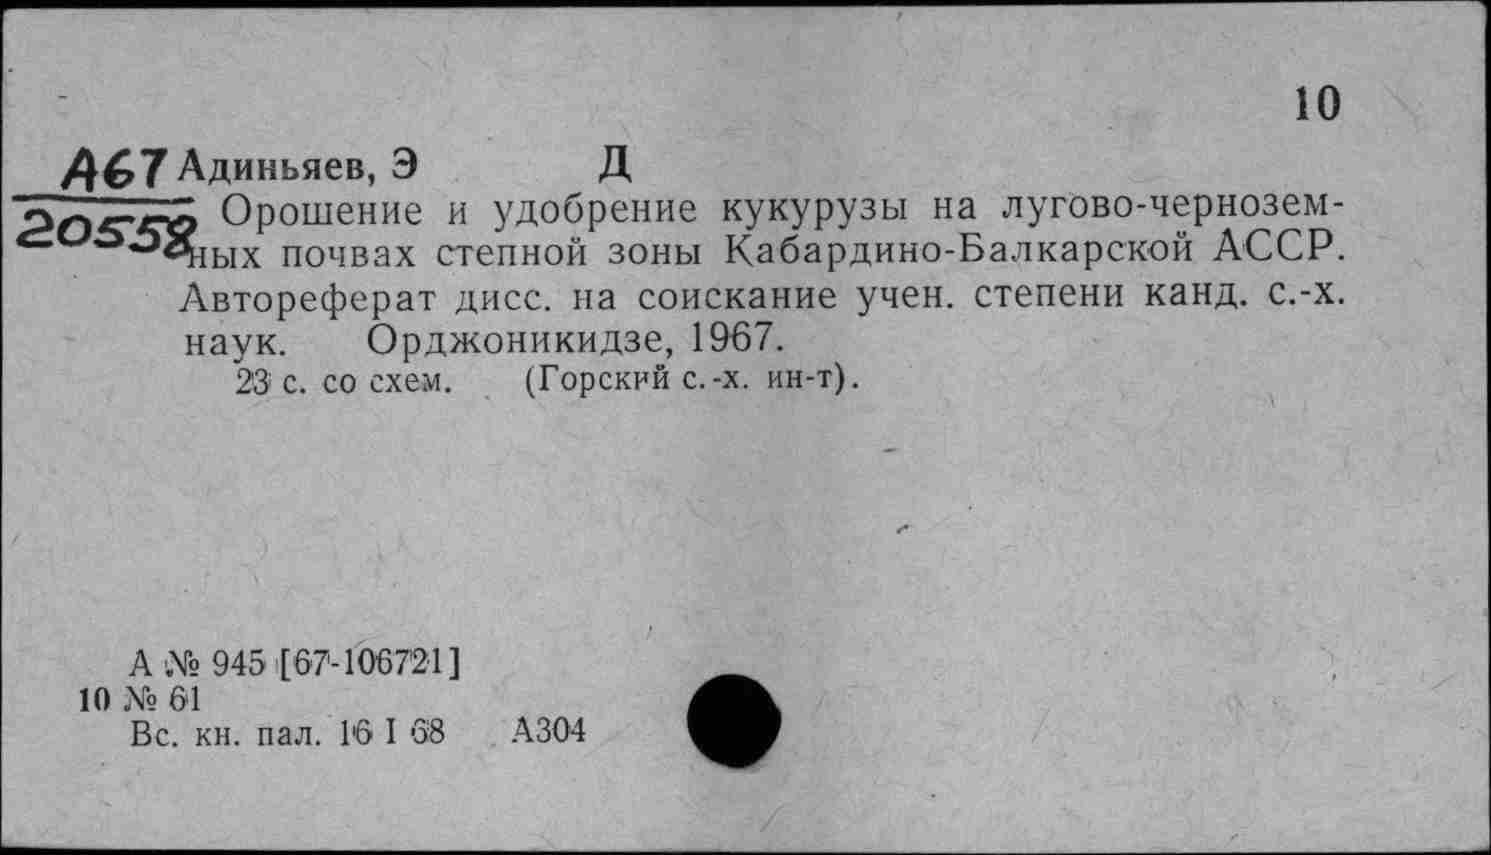 10
А67 Адиньяев, Э Д
20558 Орошение и удобрение кукурузы на лугово-чернозем-
ных почвах степной зоны Кабардино-Балкарской АССР.
Автореферат дисс. на соискание учен. степени канд. с.-х.
наук. Орджоникидзе, 1967.
23 с. со схем. (Горский с.-х. ин-т).
А № 945 [67-106721]
10 № 61
Вс. кн. пал. 16 I 68 А304